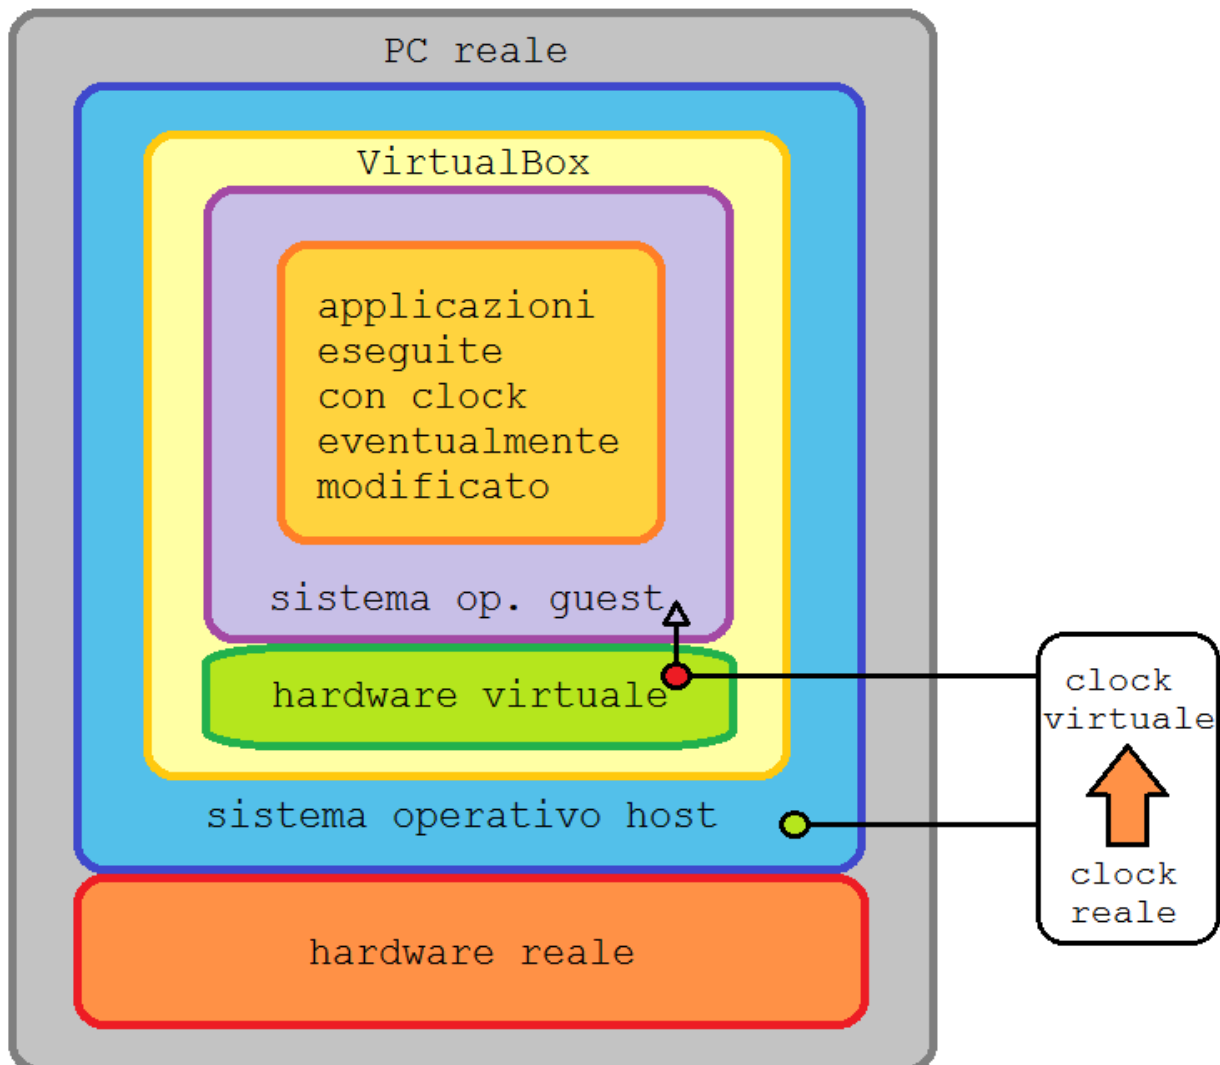 PC reale
VirtualBox
applicazioni
eseguite
con clock
eventualmente
modificato
sistema op. guest
hardware virtuale
sistema operativo host
hardware reale
clock
virtuale
clock
reale